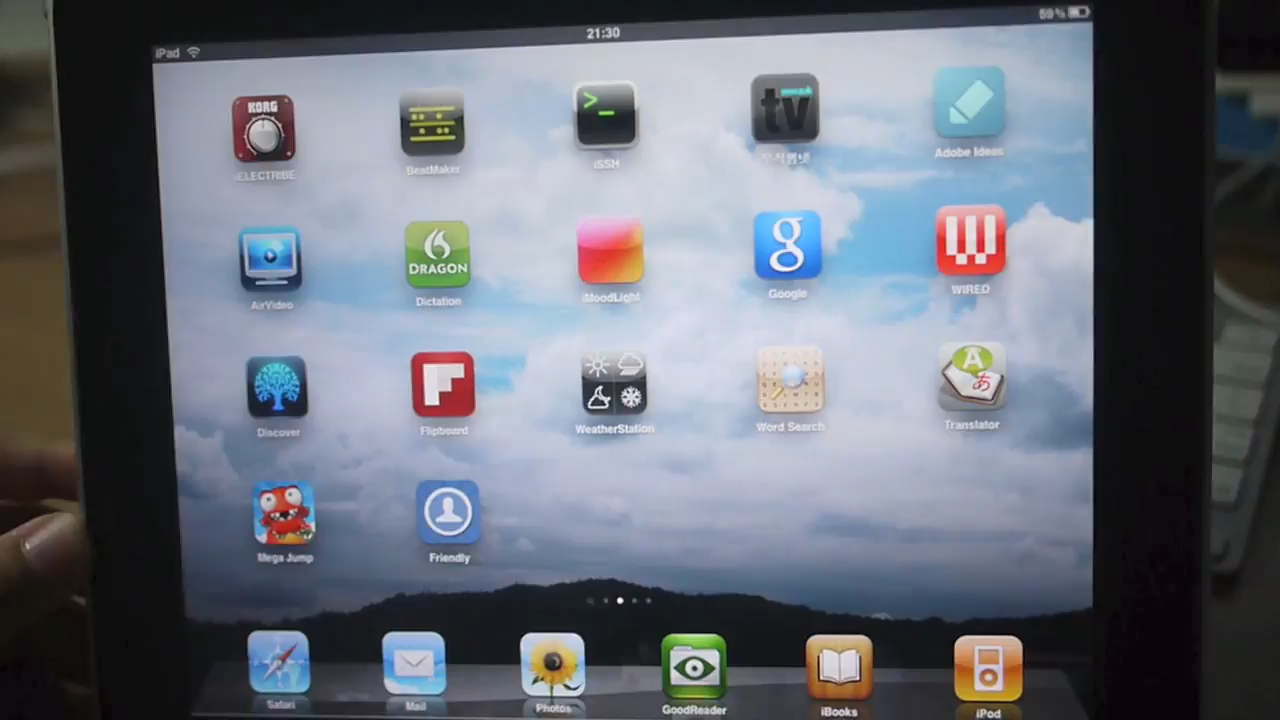 iPad
21:30
59%
KORG
iELECTRIBE
BeatMaker
>_
iSSH
tv
Adobe Ideas
AirVideo
DRAGON
Dictation
iMoodLight
g
Google
WIRED
Discover
F
Flipboard
WeatherStation
Word Search
A
あ
Translator
Mega Jump
Friendly
Safari
Mail
Photos
GoodReader
iBooks
iPod